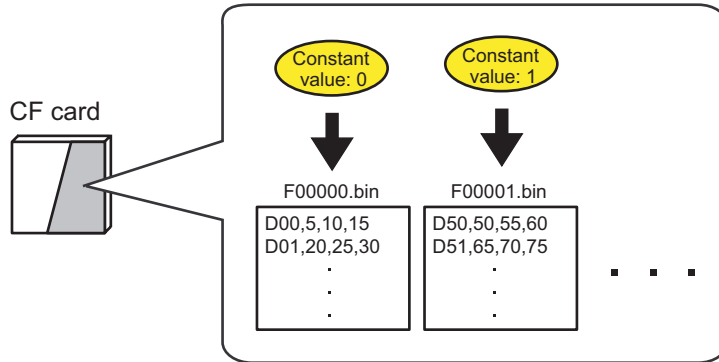 CF card
Constant
value: 0
Constant
value: 1
F00000.bin
F00001.bin
D00,5,10,15
D01,20,25,30
D50,50,55,60
D51,65,70,75